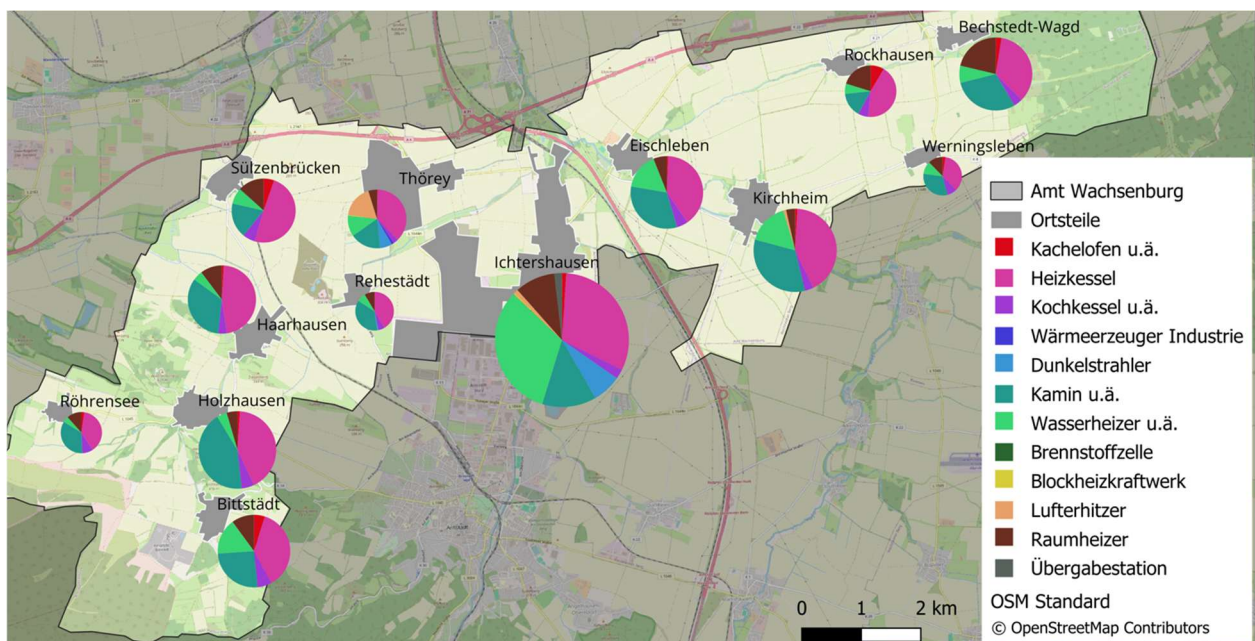 Bechstedt-Wagd
Rockhausen
Eischleben
Werningsleben
Sülzenbrücken
Thörey
Kirchheim
Ichtershausen
Rehestädt
Haarhausen
Röhrensee
Holzhausen
Bittstädt
Amt Wachsenburg
Ortsteile
Kachelofen u.ä.
Heizkessel
Kochkessel u.ä.
Wärmeerzeuger Industrie
Dunkelstrahler
Kamin u.ä.
Wasserheizer u.ä.
Brennstoffzelle
Blockheizkraftwerk
Lufterhitzer
Raumheizer
Übergabestation
OSM Standard
© OpenStreetMap Contributors
0 1 2 km